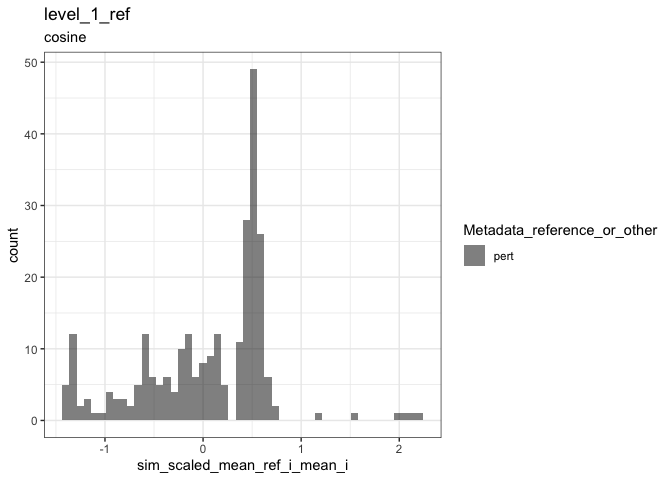 level_1_ref
cosine
50
40
30
20
10
0
count
-1
0
1
2
sim_scaled_mean_ref_i_mean_i
Metadata_reference_or_other
pert